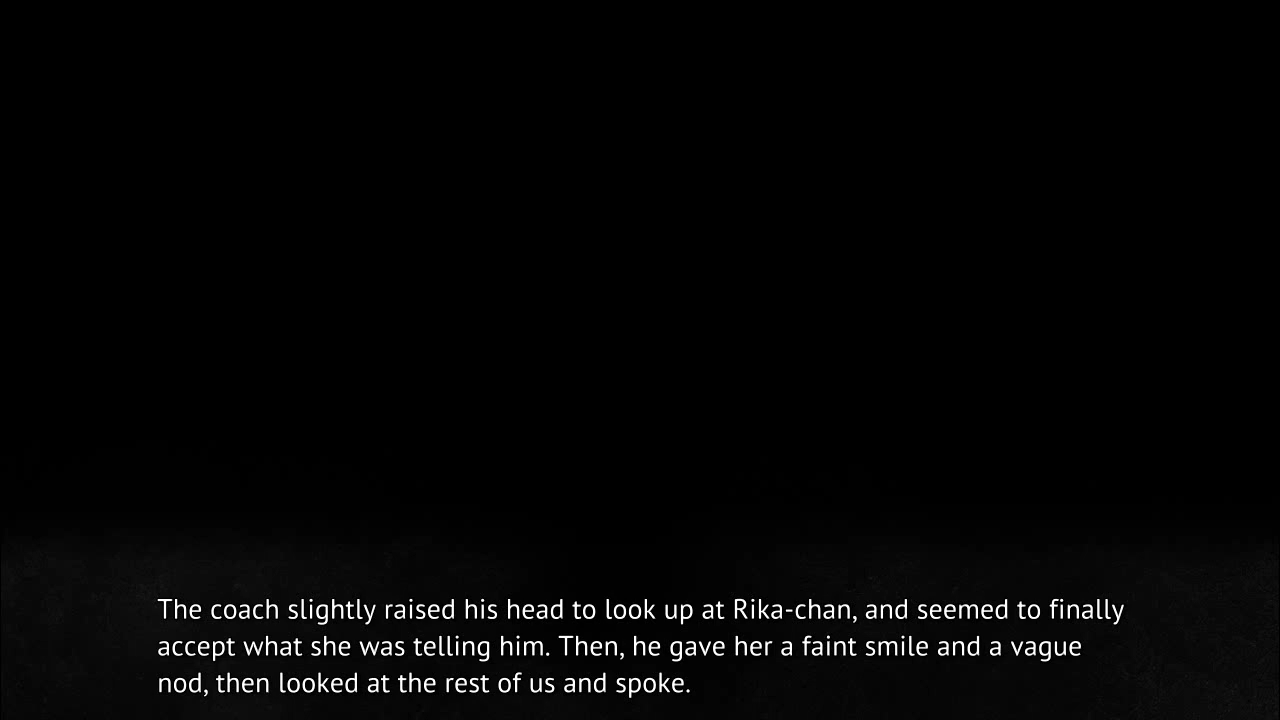 The coach slightly raised his head to look up at Rika-chan, and seemed to finally
accept what she was telling him. Then, he gave her a faint smile and a vague
nod, then looked at the rest of us and spoke.